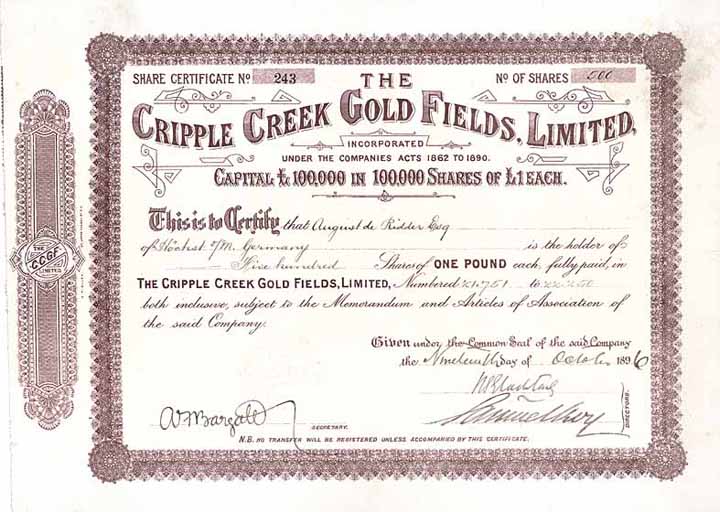 SHARE CERTIFICATE Nº 243
Nº OF SHARES 500
THE
CRIPPLE CREEK GOLD FIELDS, LIMITED,
INCORPORATED
UNDER THE COMPANIES ACTS 1862 TO 1890.
CAPITAL £100,000 IN 100,000 SHARES OF £1 EACH.
This is to Certify that August de Ridder Esq
of Höchst a/M. Germany is the holder of
Five hundred Shares of ONE POUND each, fully paid, in
THE CRIPPLE CREEK GOLD FIELDS, LIMITED, Numbered 21,751 to 22,250
both inclusive, subject to the Memorandum and Articles of Association of
the said Company.
Given under the Common Seal of the said Company
the Nineteenth day of October 1896
DIRECTORS.
SECRETARY.
N.B. NO TRANSFER WILL BE REGISTERED UNLESS ACCOMPANIED BY THIS CERTIFICATE.
THE
C.C.G.F.
LIMITED